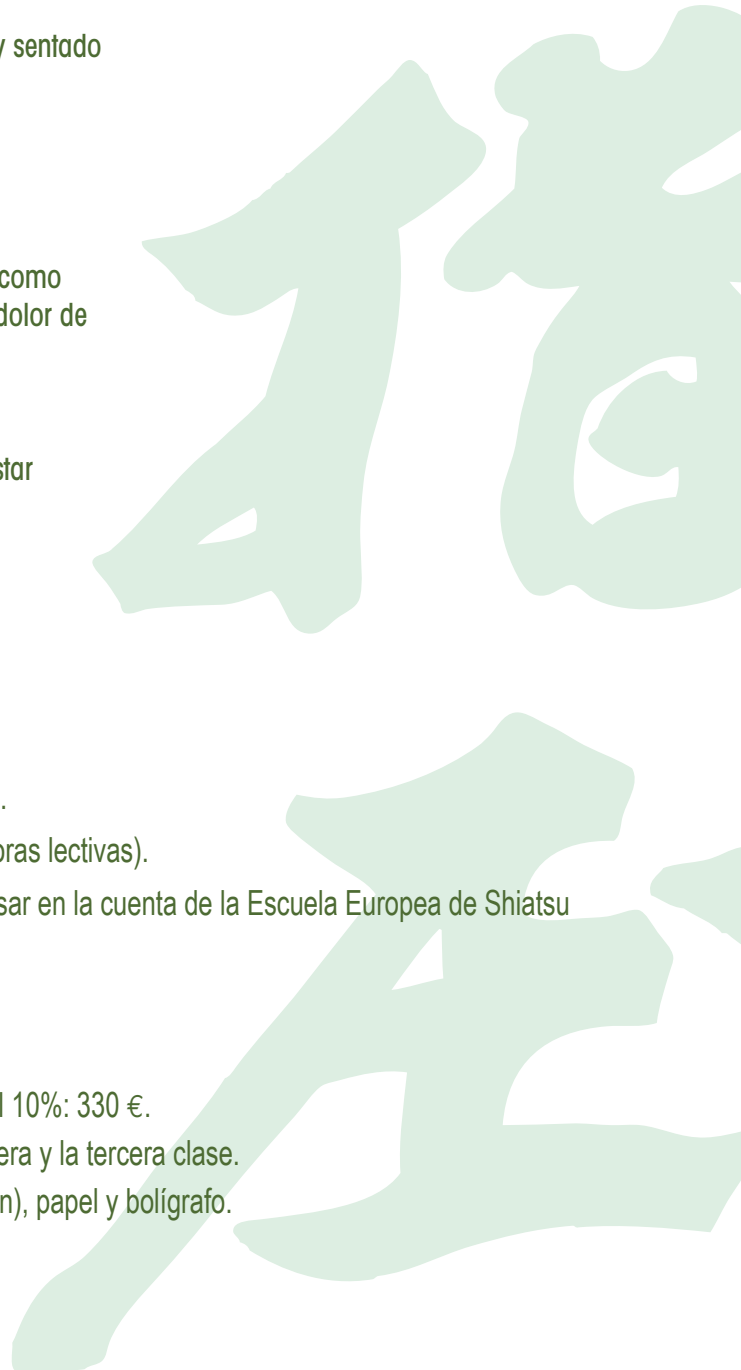 y sentado
como
dolor de
star
.
oras lectivas).
sar en la cuenta de la Escuela Europea de Shiatsu
l 10%: 330 €.
era y la tercera clase.
n), papel y bolígrafo.